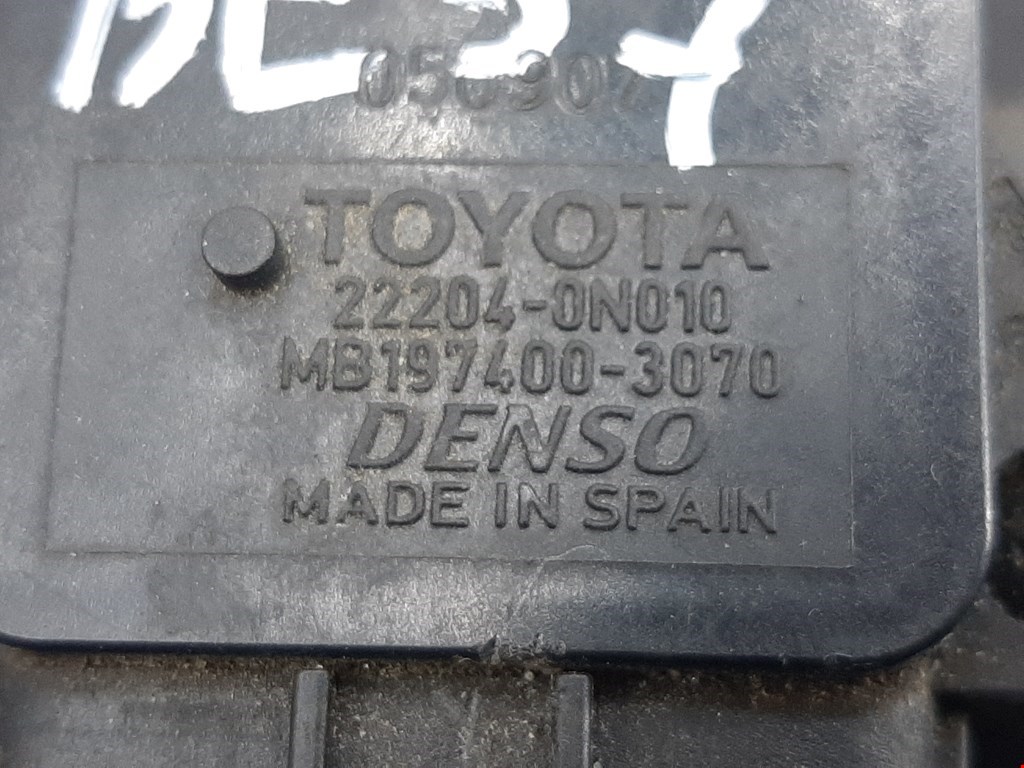 TOYOTA
22204-0N010
MB197400-3070
DENSO
MADE IN SPAIN